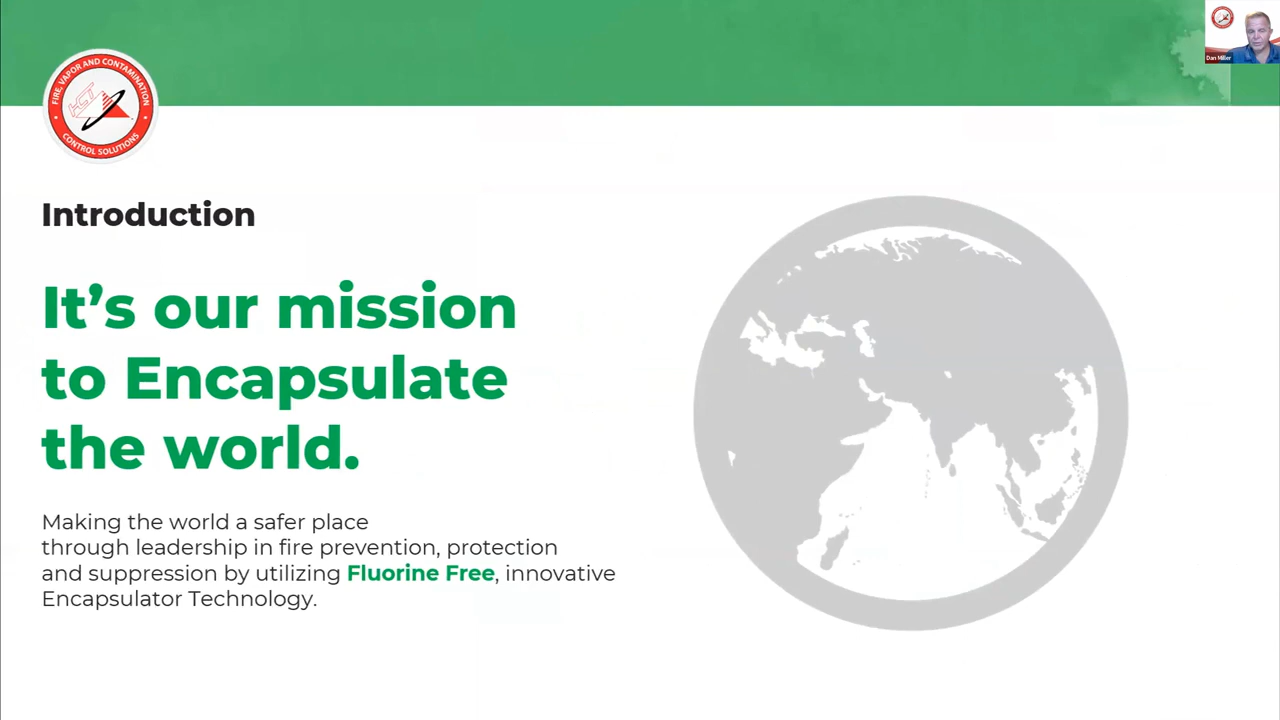 Dan Miller
FIRE, VAPOR AND CONTAMINATION
HCT
CONTROL SOLUTIONS
Introduction
It's our mission
to Encapsulate
the world.
Making the world a safer place
through leadership in fire prevention, protection
and suppression by utilizing Fluorine Free, innovative
Encapsulator Technology.